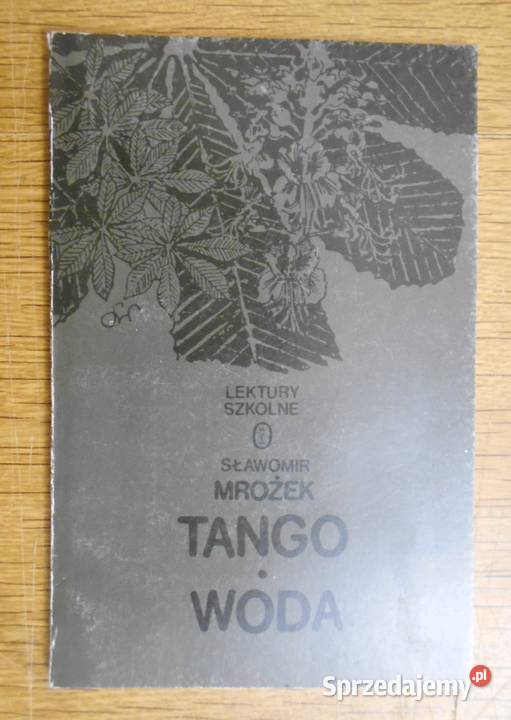 LEKTURY
SZKOLNE
SŁAWOMIR
MROŻEK
TANGO
•
WODA
Sprzedajemy.pl